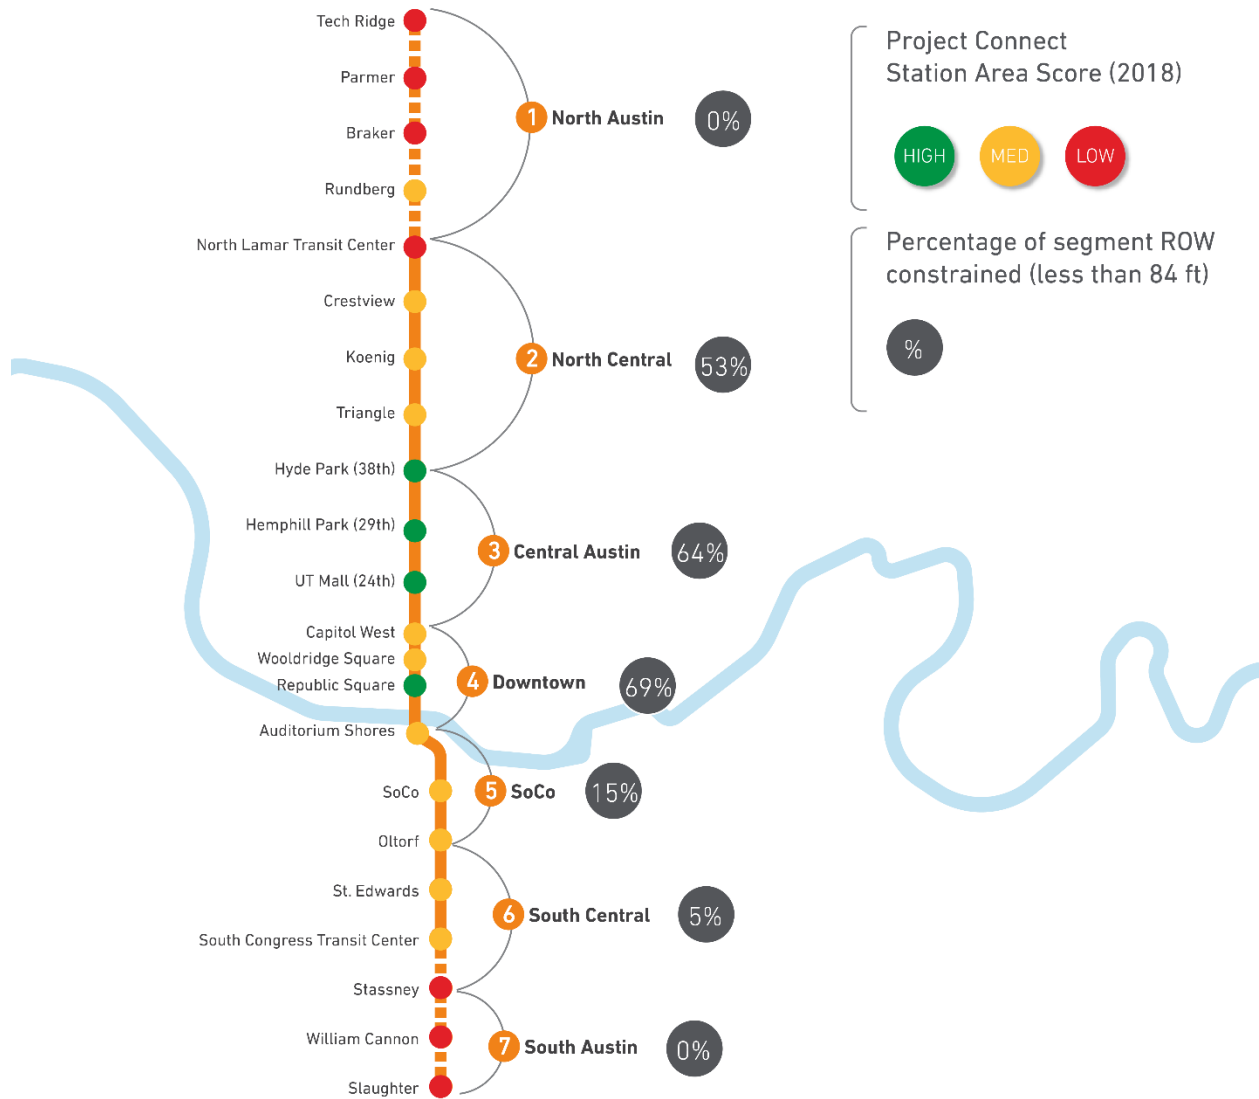 Tech Ridge
Parmer
Braker
Rundberg
North Lamar Transit Center
Crestview
Koenig
Triangle
Hyde Park (38th)
Hemphill Park (29th)
UT Mall (24th)
Capitol West
Wooldridge Square
Republic Square
Auditorium Shores
SoCo
Oltorf
St. Edwards
South Congress Transit Center
Stassney
William Cannon
Slaughter
1 North Austin 0%
2 North Central 53%
3 Central Austin 64%
4 Downtown 69%
5 SoCo 15%
6 South Central 5%
7 South Austin 0%
Project Connect
Station Area Score (2018)
HIGH MED LOW
Percentage of segment ROW
constrained (less than 84 ft)
%